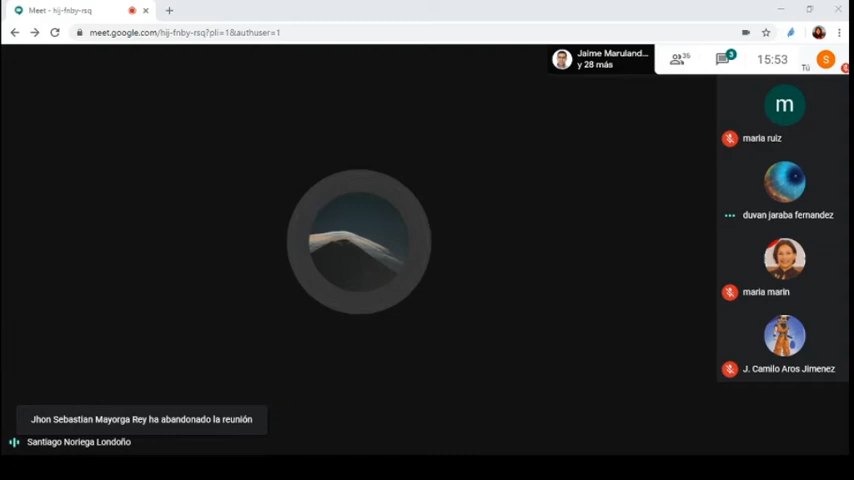 Meet - hij-fnby-rsq
meet.google.com/hij-fnby-rsq?pli=1&authuser=1
Jaime Maruland...
y 28 más
35
3
15:53
Tú
S
m
maria ruiz
duvan jaraba fernandez
maria marin
J. Camilo Aros Jimenez
Jhon Sebastian Mayorga Rey ha abandonado la reunión
Santiago Noriega Londoño